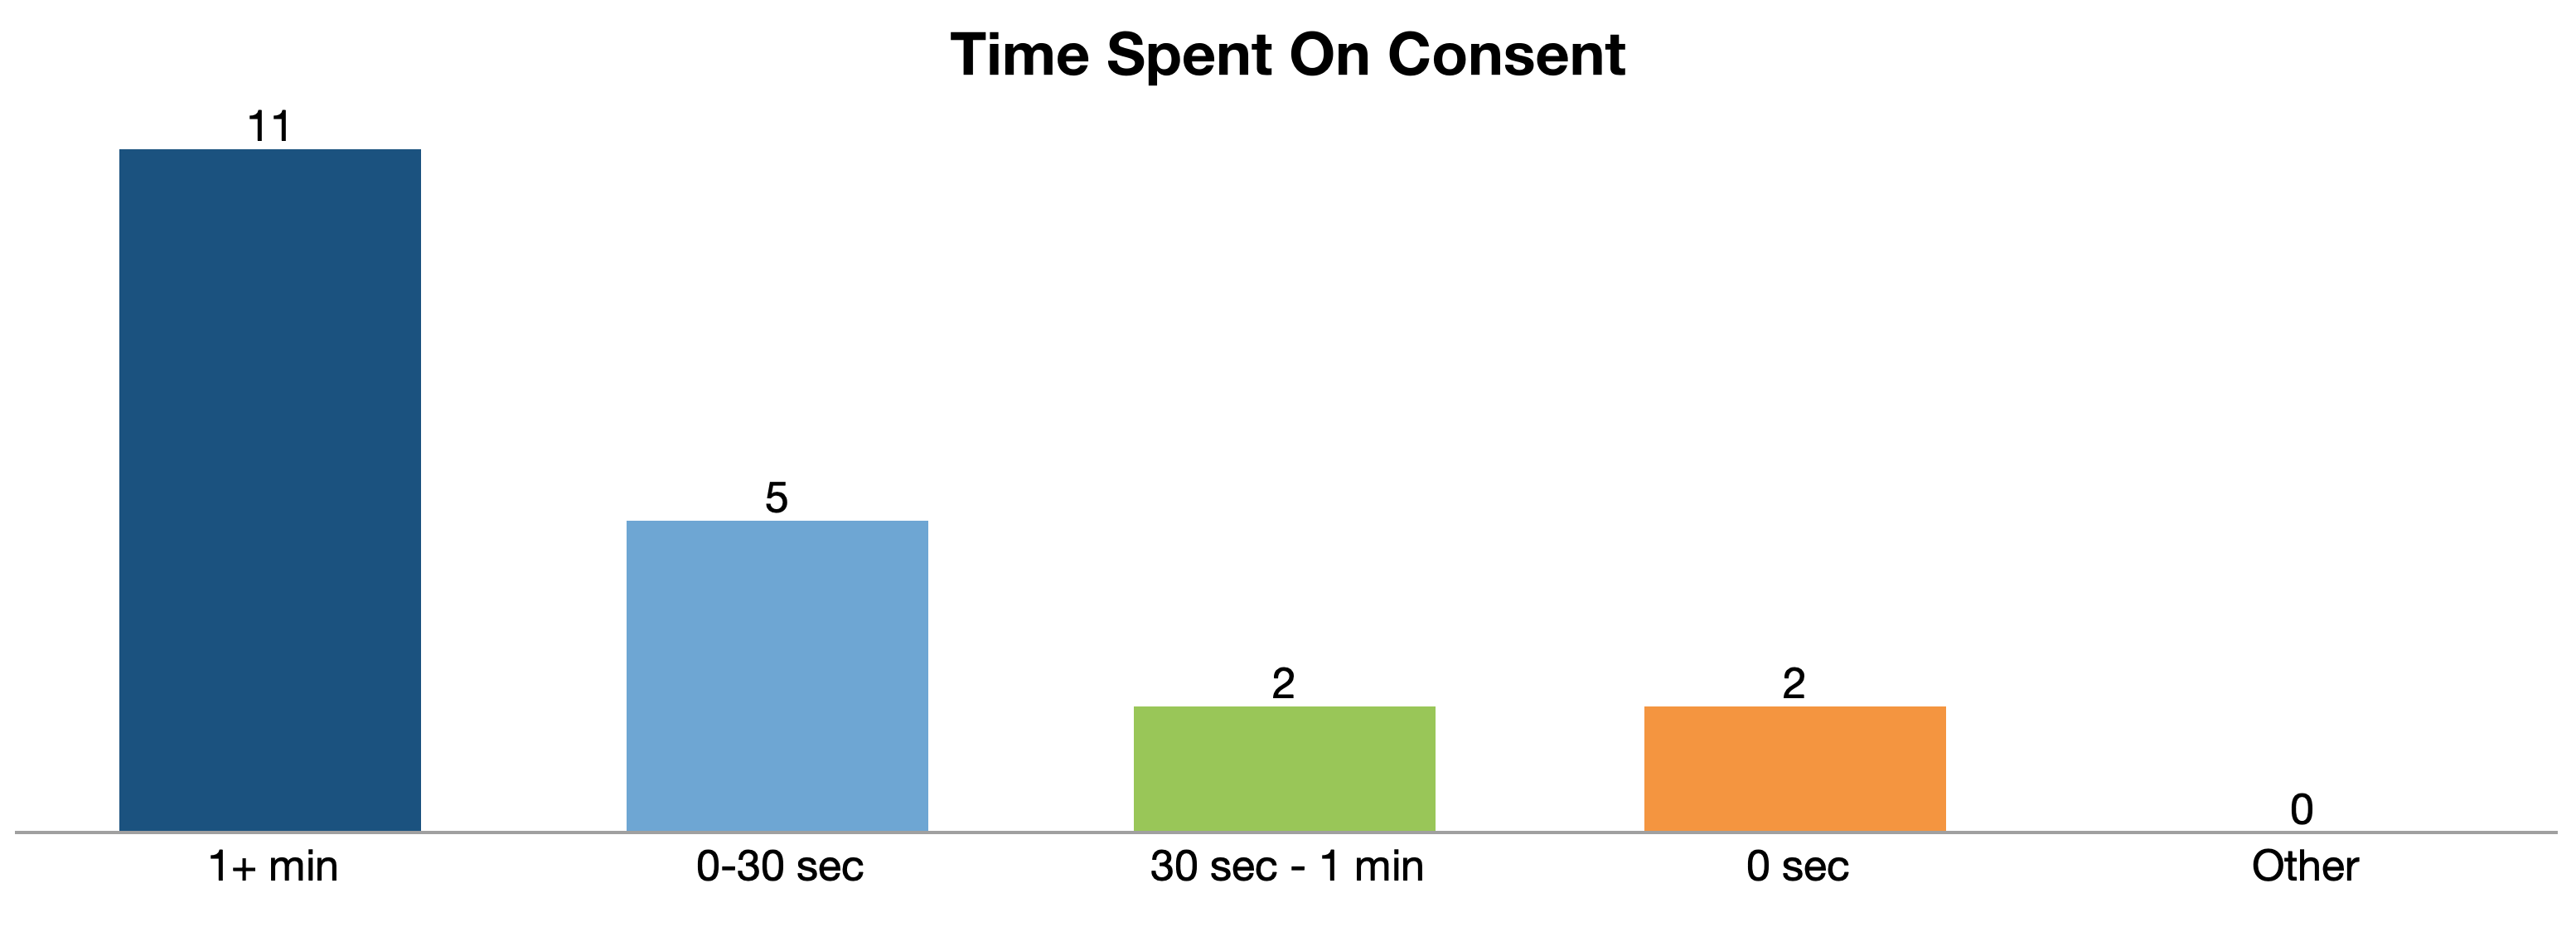 Time Spent On Consent
11
5
2
2
0
1+ min
0-30 sec
30 sec - 1 min
0 sec
Other